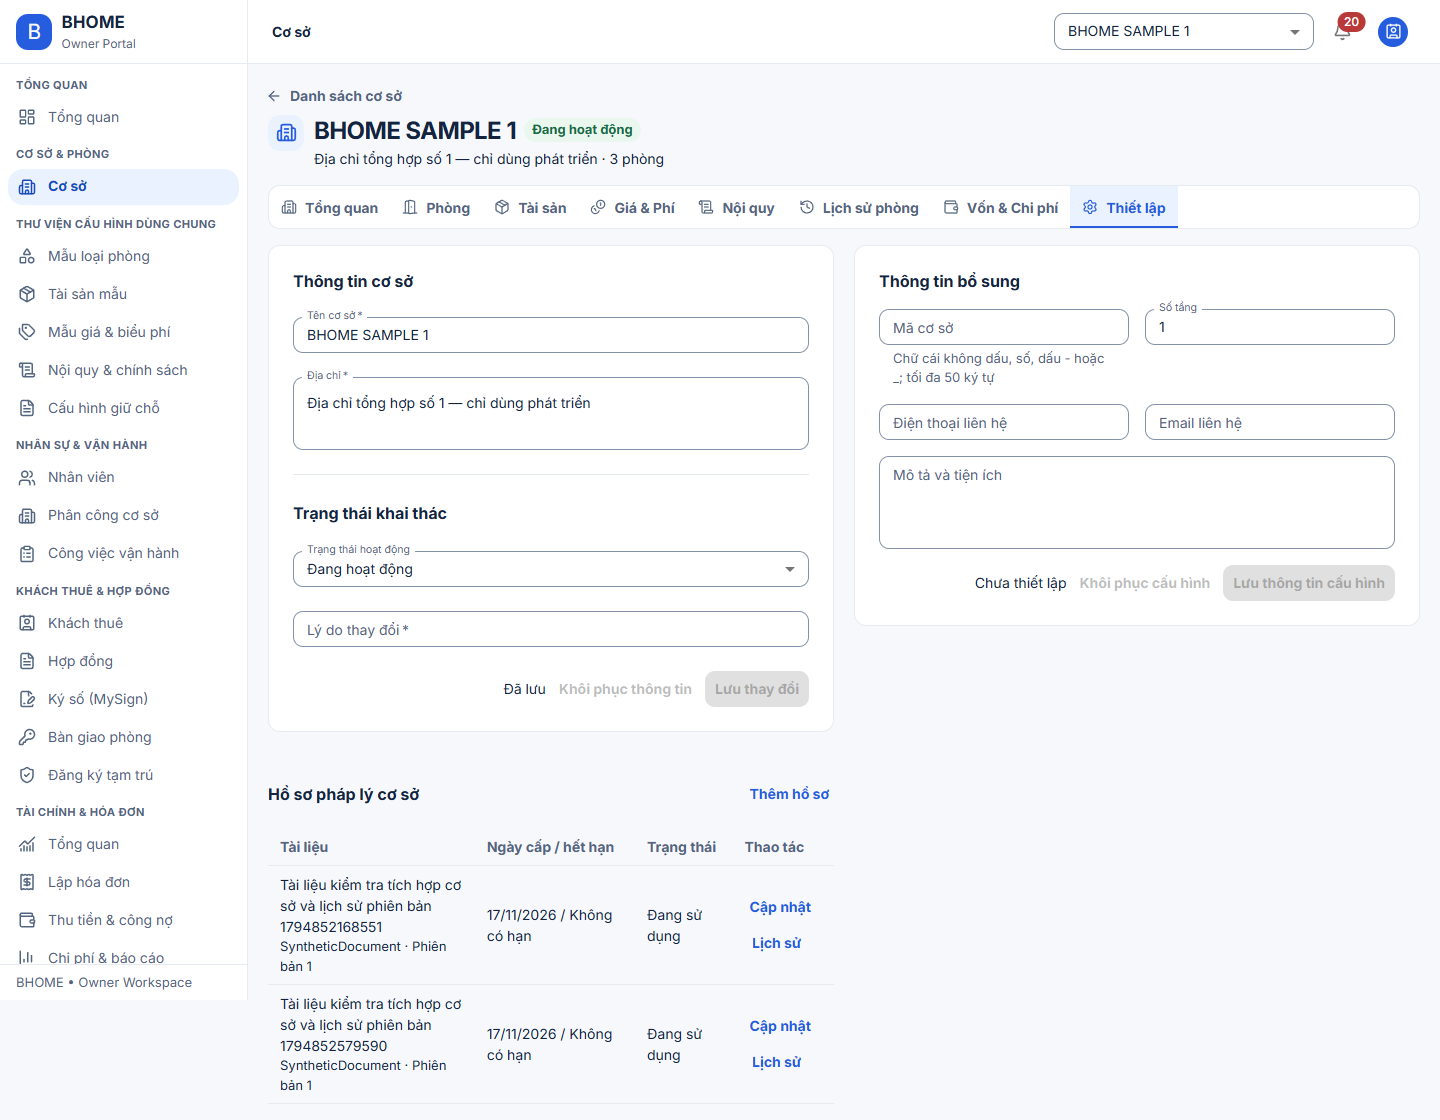 BHOME
Owner Portal
TỔNG QUAN
Tổng quan
CƠ SỞ & PHÒNG
Cơ sở
THƯ VIỆN CẤU HÌNH DÙNG CHUNG
Mẫu loại phòng
Tài sản mẫu
Mẫu giá & biểu phí
Nội quy & chính sách
Cấu hình giữ chỗ
NHÂN SỰ & VẬN HÀNH
Nhân viên
Phân công cơ sở
Công việc vận hành
KHÁCH THUÊ & HỢP ĐỒNG
Khách thuê
Hợp đồng
Ký số (MySign)
Bàn giao phòng
Đăng ký tạm trú
TÀI CHÍNH & HÓA ĐƠN
Tổng quan
Lập hóa đơn
Thu tiền & công nợ
Chi phí & báo cáo
BHOME • Owner Workspace
Cơ sở
BHOME SAMPLE 1
20
Danh sách cơ sở
BHOME SAMPLE 1 Đang hoạt động
Địa chỉ tổng hợp số 1 — chỉ dùng phát triển · 3 phòng
Tổng quan Phòng Tài sản Giá & Phí Nội quy Lịch sử phòng Vốn & Chi phí Thiết lập
Thông tin cơ sở
Tên cơ sở *
BHOME SAMPLE 1
Địa chỉ *
Địa chỉ tổng hợp số 1 — chỉ dùng phát triển
Trạng thái khai thác
Trạng thái hoạt động
Đang hoạt động
Lý do thay đổi *
Đã lưu Khôi phục thông tin Lưu thay đổi
Thông tin bổ sung
Mã cơ sở
Số tầng
1
Chữ cái không dấu, số, dấu - hoặc
_; tối đa 50 ký tự
Điện thoại liên hệ
Email liên hệ
Mô tả và tiện ích
Chưa thiết lập Khôi phục cấu hình Lưu thông tin cấu hình
Hồ sơ pháp lý cơ sở Thêm hồ sơ
Tài liệu Ngày cấp / hết hạn Trạng thái Thao tác
Tài liệu kiểm tra tích hợp cơ
sở và lịch sử phiên bản
1794852168551
SyntheticDocument · Phiên
bản 1
17/11/2026 / Không
có hạn
Đang sử
dụng
Cập nhật
Lịch sử
Tài liệu kiểm tra tích hợp cơ
sở và lịch sử phiên bản
1794852579590
SyntheticDocument · Phiên
bản 1
17/11/2026 / Không
có hạn
Đang sử
dụng
Cập nhật
Lịch sử